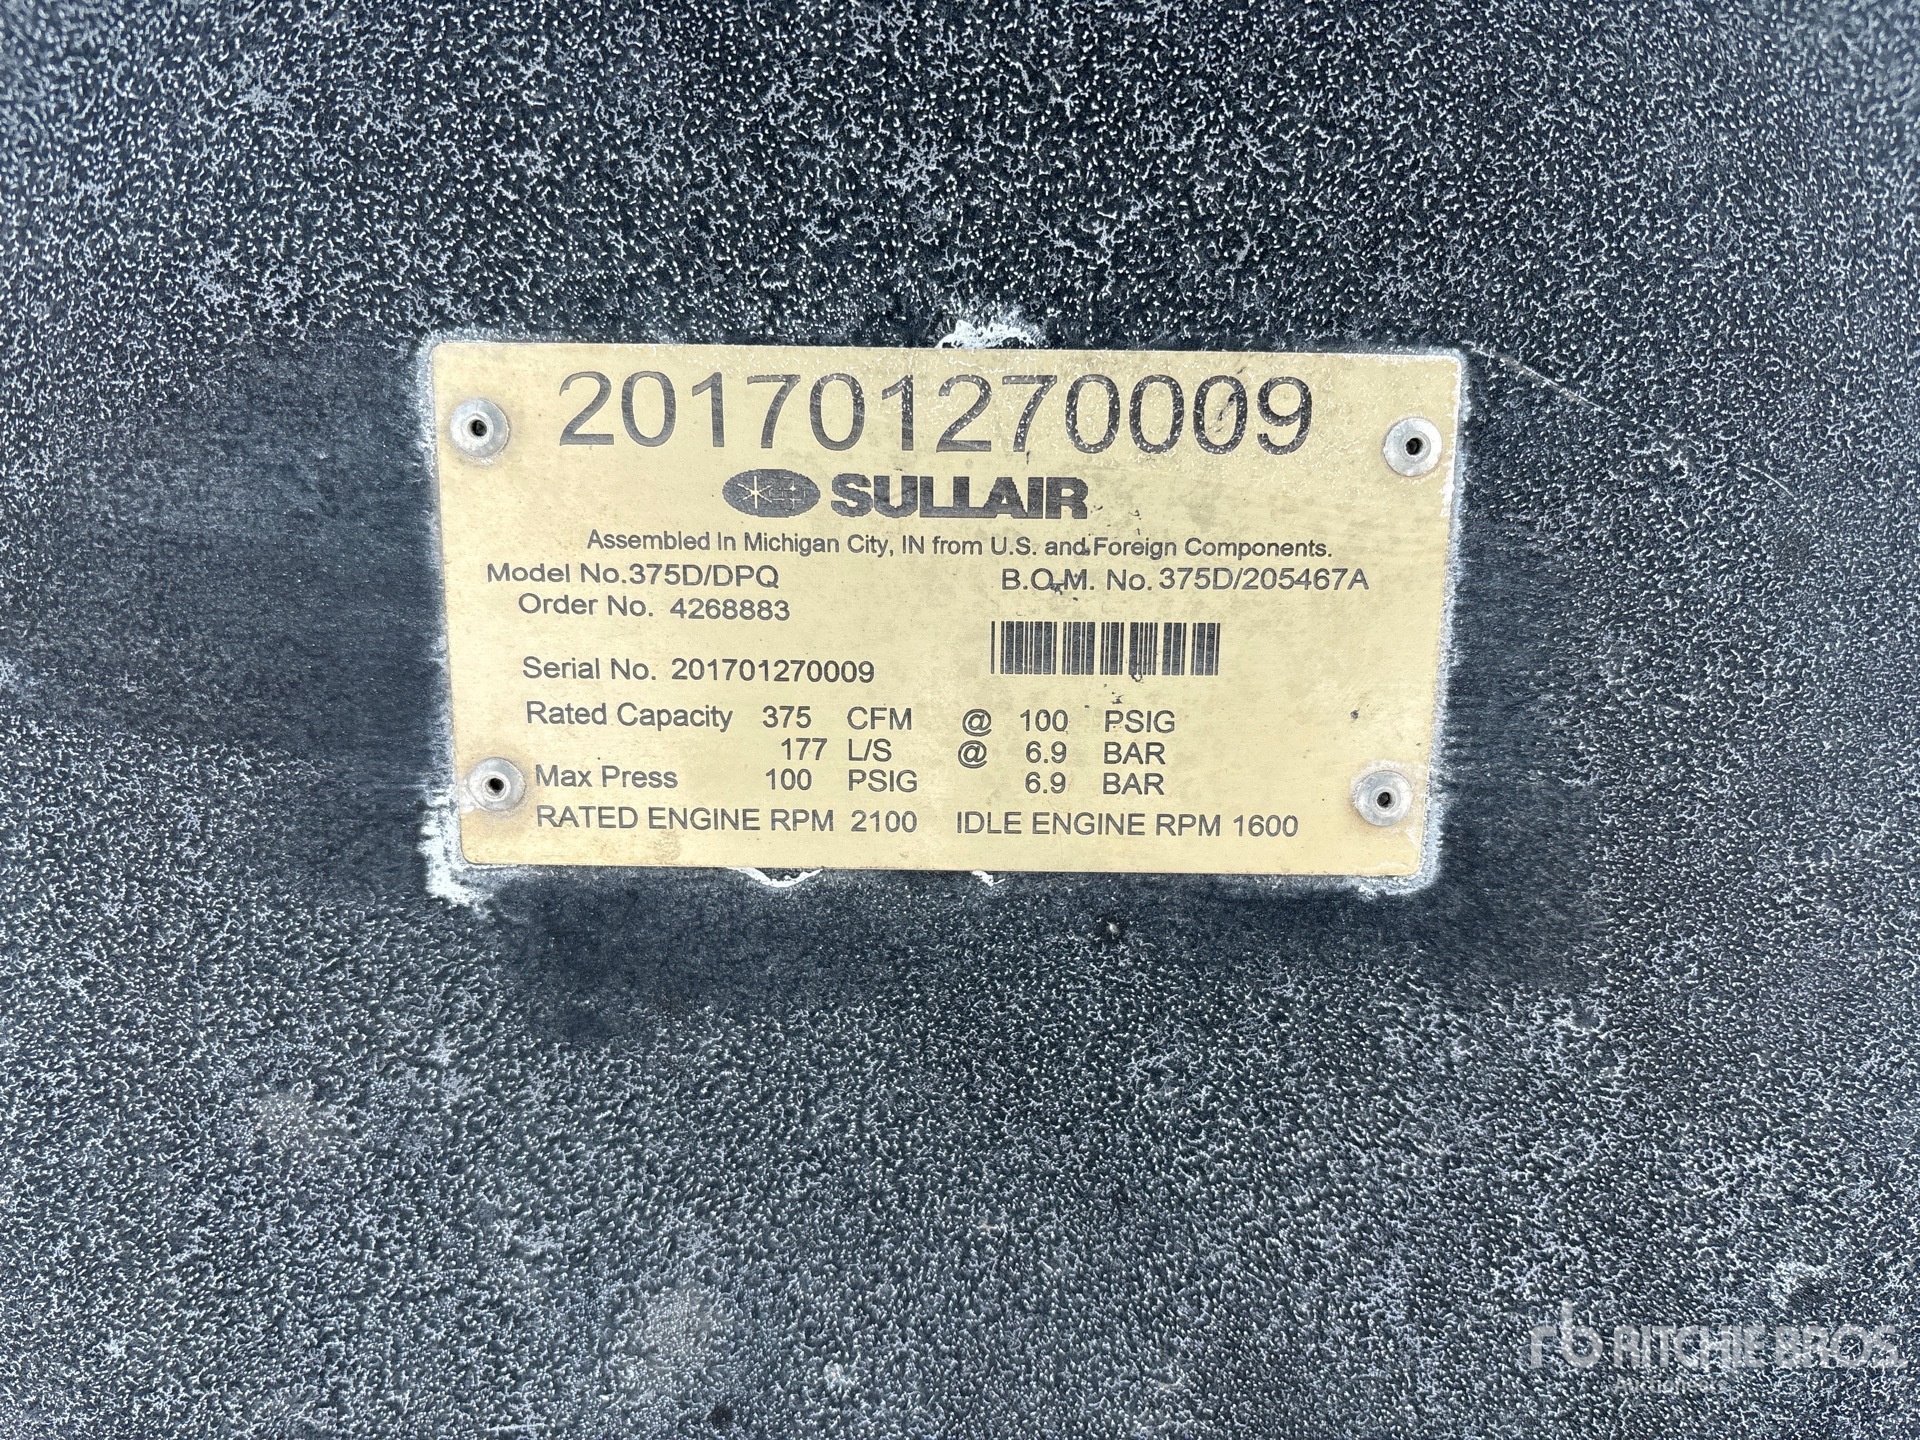 201701270009
SULLAIR
Assembled In Michigan City, IN from U.S. and Foreign Components.
Model No.375D/DPQ B.O.M. No. 375D/205467A
Order No. 4268883
Serial No. 201701270009
Rated Capacity 375 CFM @ 100 PSIG
177 L/S @ 6.9 BAR
Max Press 100 PSIG 6.9 BAR
RATED ENGINE RPM 2100 IDLE ENGINE RPM 1600
rb RITCHIE BROS.
Auctioneers